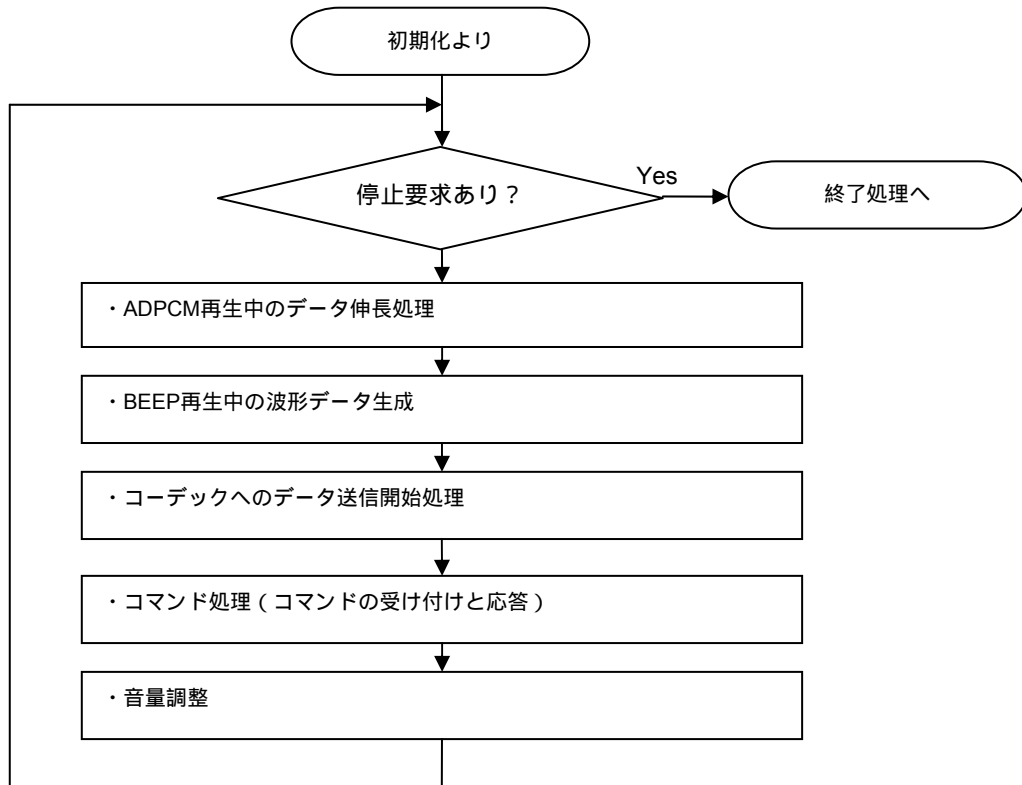 初期化より
停止要求あり？
Yes
終了処理へ
・ADPCM再生中のデータ伸長処理
・BEEP再生中の波形データ生成
・コーデックへのデータ送信開始処理
・コマンド処理（コマンドの受け付けと応答）
・音量調整